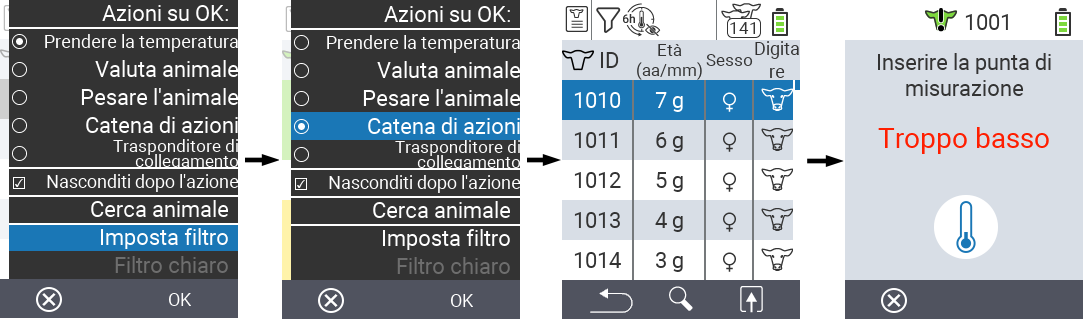 Azioni su OK:
Prendere la temperatura
Valuta animale
Pesare l'animale
Catena di azioni
Trasponditore di
collegamento
Nasconditi dopo l'azione
Cerca animale
Imposta filtro
Filtro chiaro
OK
Azioni su OK:
Prendere la temperatura
Valuta animale
Pesare l'animale
Catena di azioni
Trasponditore di
collegamento
Nasconditi dopo l'azione
Cerca animale
Imposta filtro
Filtro chiaro
OK
6h 141
ID Età (aa/mm) Sesso Digita re
1010 7 g ♀
1011 6 g ♀
1012 5 g ♀
1013 4 g ♀
1014 3 g ♀
1001
Inserire la punta di
misurazione
Troppo basso